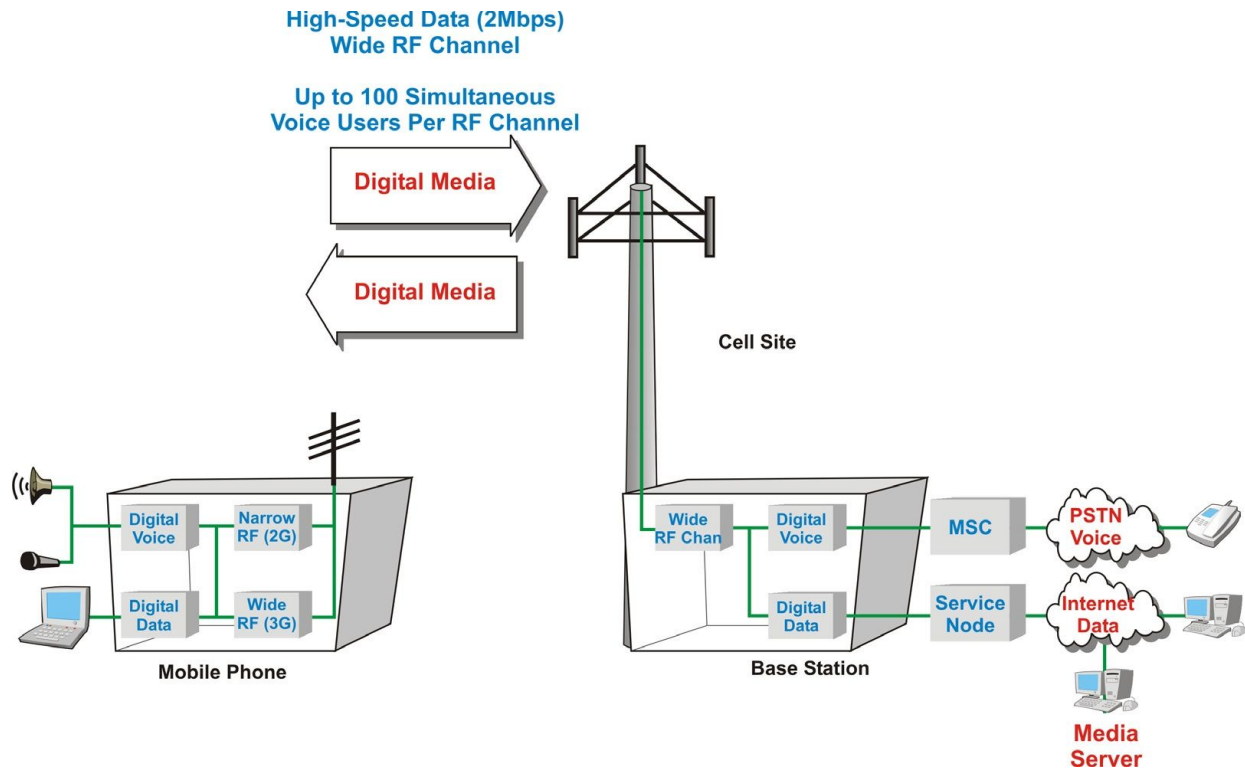 High-Speed Data (2Mbps)
Wide RF Channel
Up to 100 Simultaneous
Voice Users Per RF Channel
Digital Media
Digital Media
Cell Site
Digital
Voice
Narrow
RF (2G)
Digital
Data
Wide
RF (3G)
Mobile Phone
Wide
RF Chan
Digital
Voice
MSC
PSTN
Voice
Digital
Data
Service
Node
Internet
Data
Base Station
Media
Server